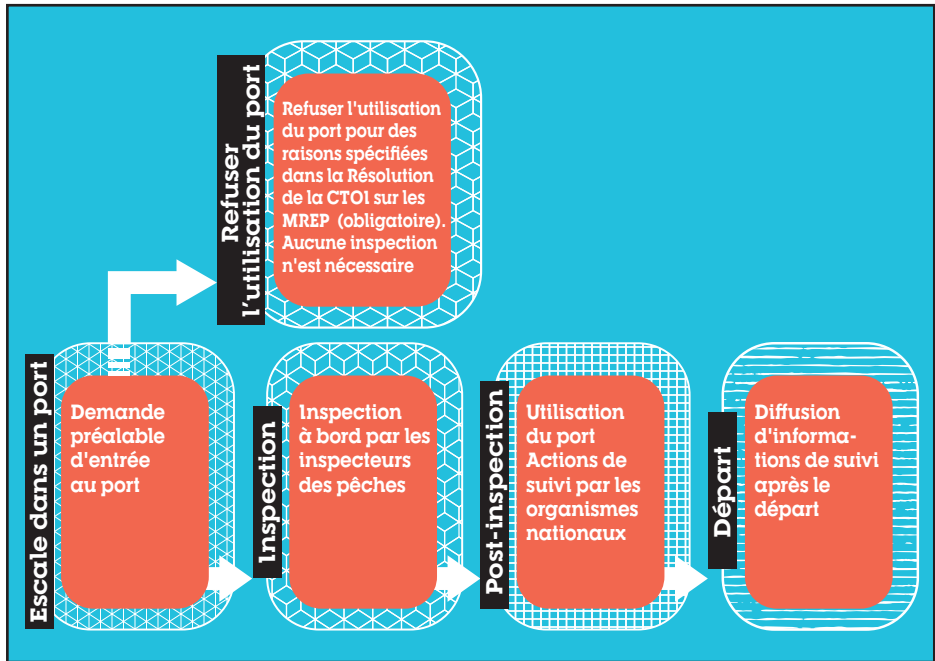 Refuser
l'utilisation du port
Refuser l'utilisation
du port pour des
raisons spécifiées
dans la Résolution
de la CTOI sur les
MREP (obligatoire).
Aucune inspection
n'est nécessaire
Escale dans un port
Demande
préalable
d'entrée
au port
Inspection
Inspection
à bord par les
inspecteurs
des pêches
Post-inspection
Utilisation
du port
Actions de
suivi par les
organismes
nationaux
Départ
Diffusion
d'informa-
tions de suivi
après le
départ